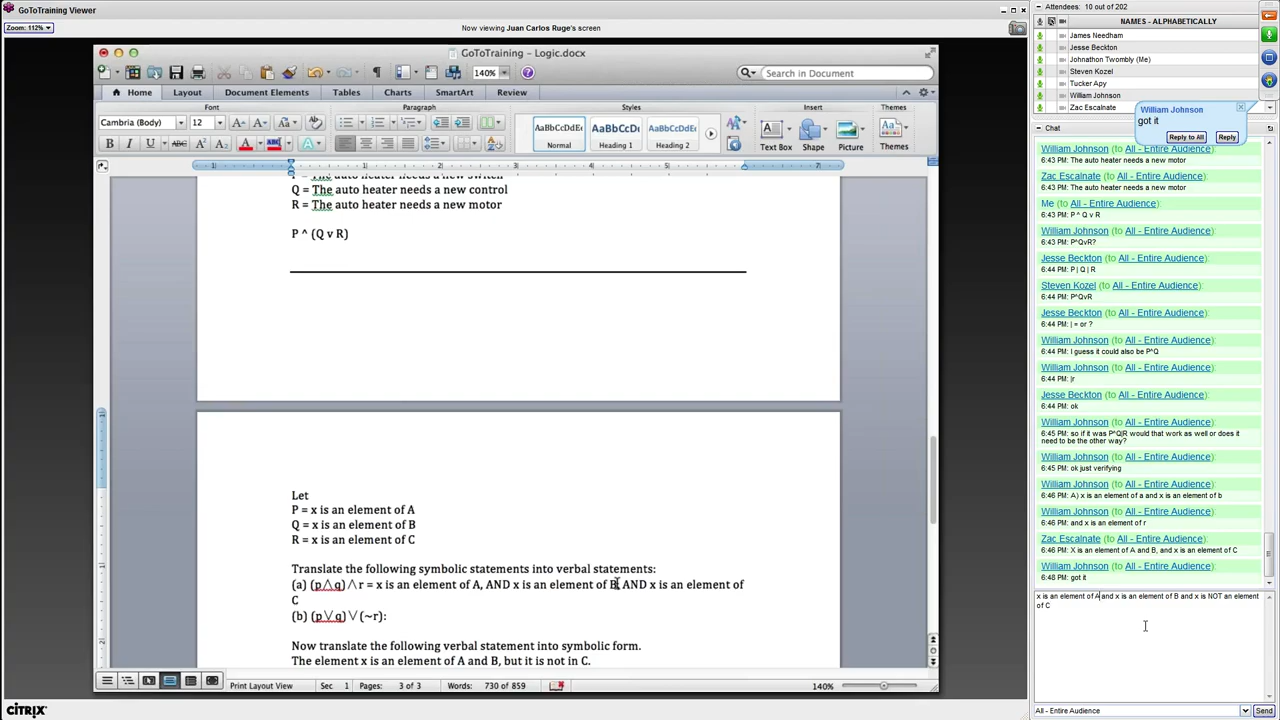 GoToTraining Viewer
Zoom: 112%
Now viewing Juan Carlos Ruge's screen
GoToTraining – Logic.docx
140%
Search in Document
Home Layout Document Elements Tables Charts SmartArt Review
Font Paragraph Styles Insert Themes
Cambria (Body) 12
AaBbCcDdEe AaBbCcDc AaBbCcDdEe
Normal Heading 1 Heading 2
Text Box Shape Picture Themes
Q = The auto heater needs a new control
R = The auto heater needs a new motor
P ^ (Q v R)
Let
P = x is an element of A
Q = x is an element of B
R = x is an element of C
Translate the following symbolic statements into verbal statements:
(a) (p⋀q)⋀r = x is an element of A, AND x is an element of B, AND x is an element of
C
(b) (p⋁q)⋁(~r):
Now translate the following verbal statement into symbolic form.
The element x is an element of A and B, but it is not in C.
Print Layout View Sec 1 Pages: 3 of 3 Words: 730 of 859 140%
CITRIX
Attendees: 10 out of 202
NAMES - ALPHABETICALLY
James Needham
Jesse Beckton
Johnathon Twombly (Me)
Steven Kozel
Tucker Apy
William Johnson
Zac Escalnate
William Johnson
got it
Reply to All Reply
Chat
William Johnson (to All - Entire Audience):
6:43 PM: The auto heater needs a new motor
Zac Escalnate (to All - Entire Audience):
6:43 PM: The auto heater needs a new motor
Me (to All - Entire Audience):
6:43 PM: P ^ Q v R
William Johnson (to All - Entire Audience):
6:43 PM: P^QvR?
Jesse Beckton (to All - Entire Audience):
6:44 PM: P | Q | R
Steven Kozel (to All - Entire Audience):
6:44 PM: P^QvR
Jesse Beckton (to All - Entire Audience):
6:44 PM: | = or ?
William Johnson (to All - Entire Audience):
6:44 PM: I guess it could also be P^Q
William Johnson (to All - Entire Audience):
6:44 PM: |r
Jesse Beckton (to All - Entire Audience):
6:44 PM: ok
William Johnson (to All - Entire Audience):
6:45 PM: so if it was P^Q|R would that work as well or does it
need to be the other way?
William Johnson (to All - Entire Audience):
6:45 PM: ok just verifying
William Johnson (to All - Entire Audience):
6:46 PM: A) x is an element of a and x is an element of b
William Johnson (to All - Entire Audience):
6:46 PM: and x is an element of r
Zac Escalnate (to All - Entire Audience):
6:46 PM: X is an element of A and B, and x is an element of C
William Johnson (to All - Entire Audience):
6:48 PM: got it
x is an element of A and x is an element of B and x is NOT an element
of C
All - Entire Audience Send